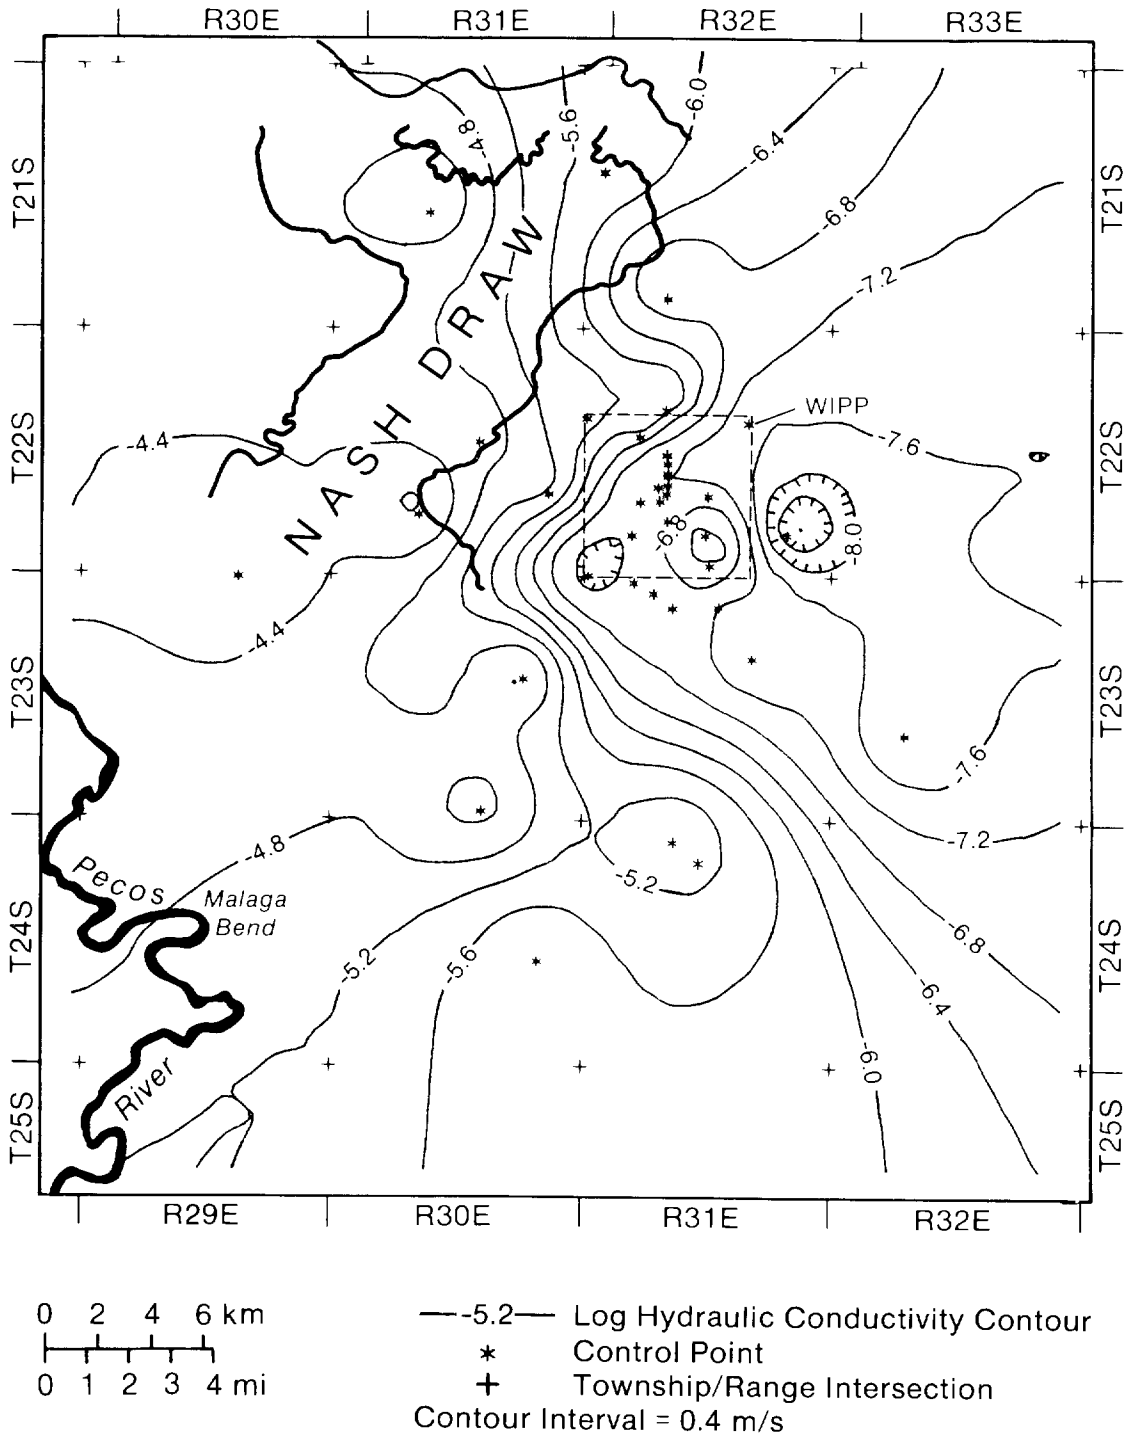 R30E R31E R32E R33E
-6.0
-4.8
-5.6
-6.4
T21S
T21S
-6.8
NASH DRAW
-7.2
WIPP
T22S
-4.4
-7.6
T22S
-6.8
-8.0
-4.4
T23S
T23S
-7.6
-4.8
-7.2
Pecos
-5.2
Malaga
Bend
T24S
-6.8
T24S
-5.2
-5.6
-6.4
-6.0
River
T25S
T25S
R29E R30E R31E R32E
0 2 4 6 km
0 1 2 3 4 mi
-5.2 Log Hydraulic Conductivity Contour
* Control Point
+ Township/Range Intersection
Contour Interval = 0.4 m/s